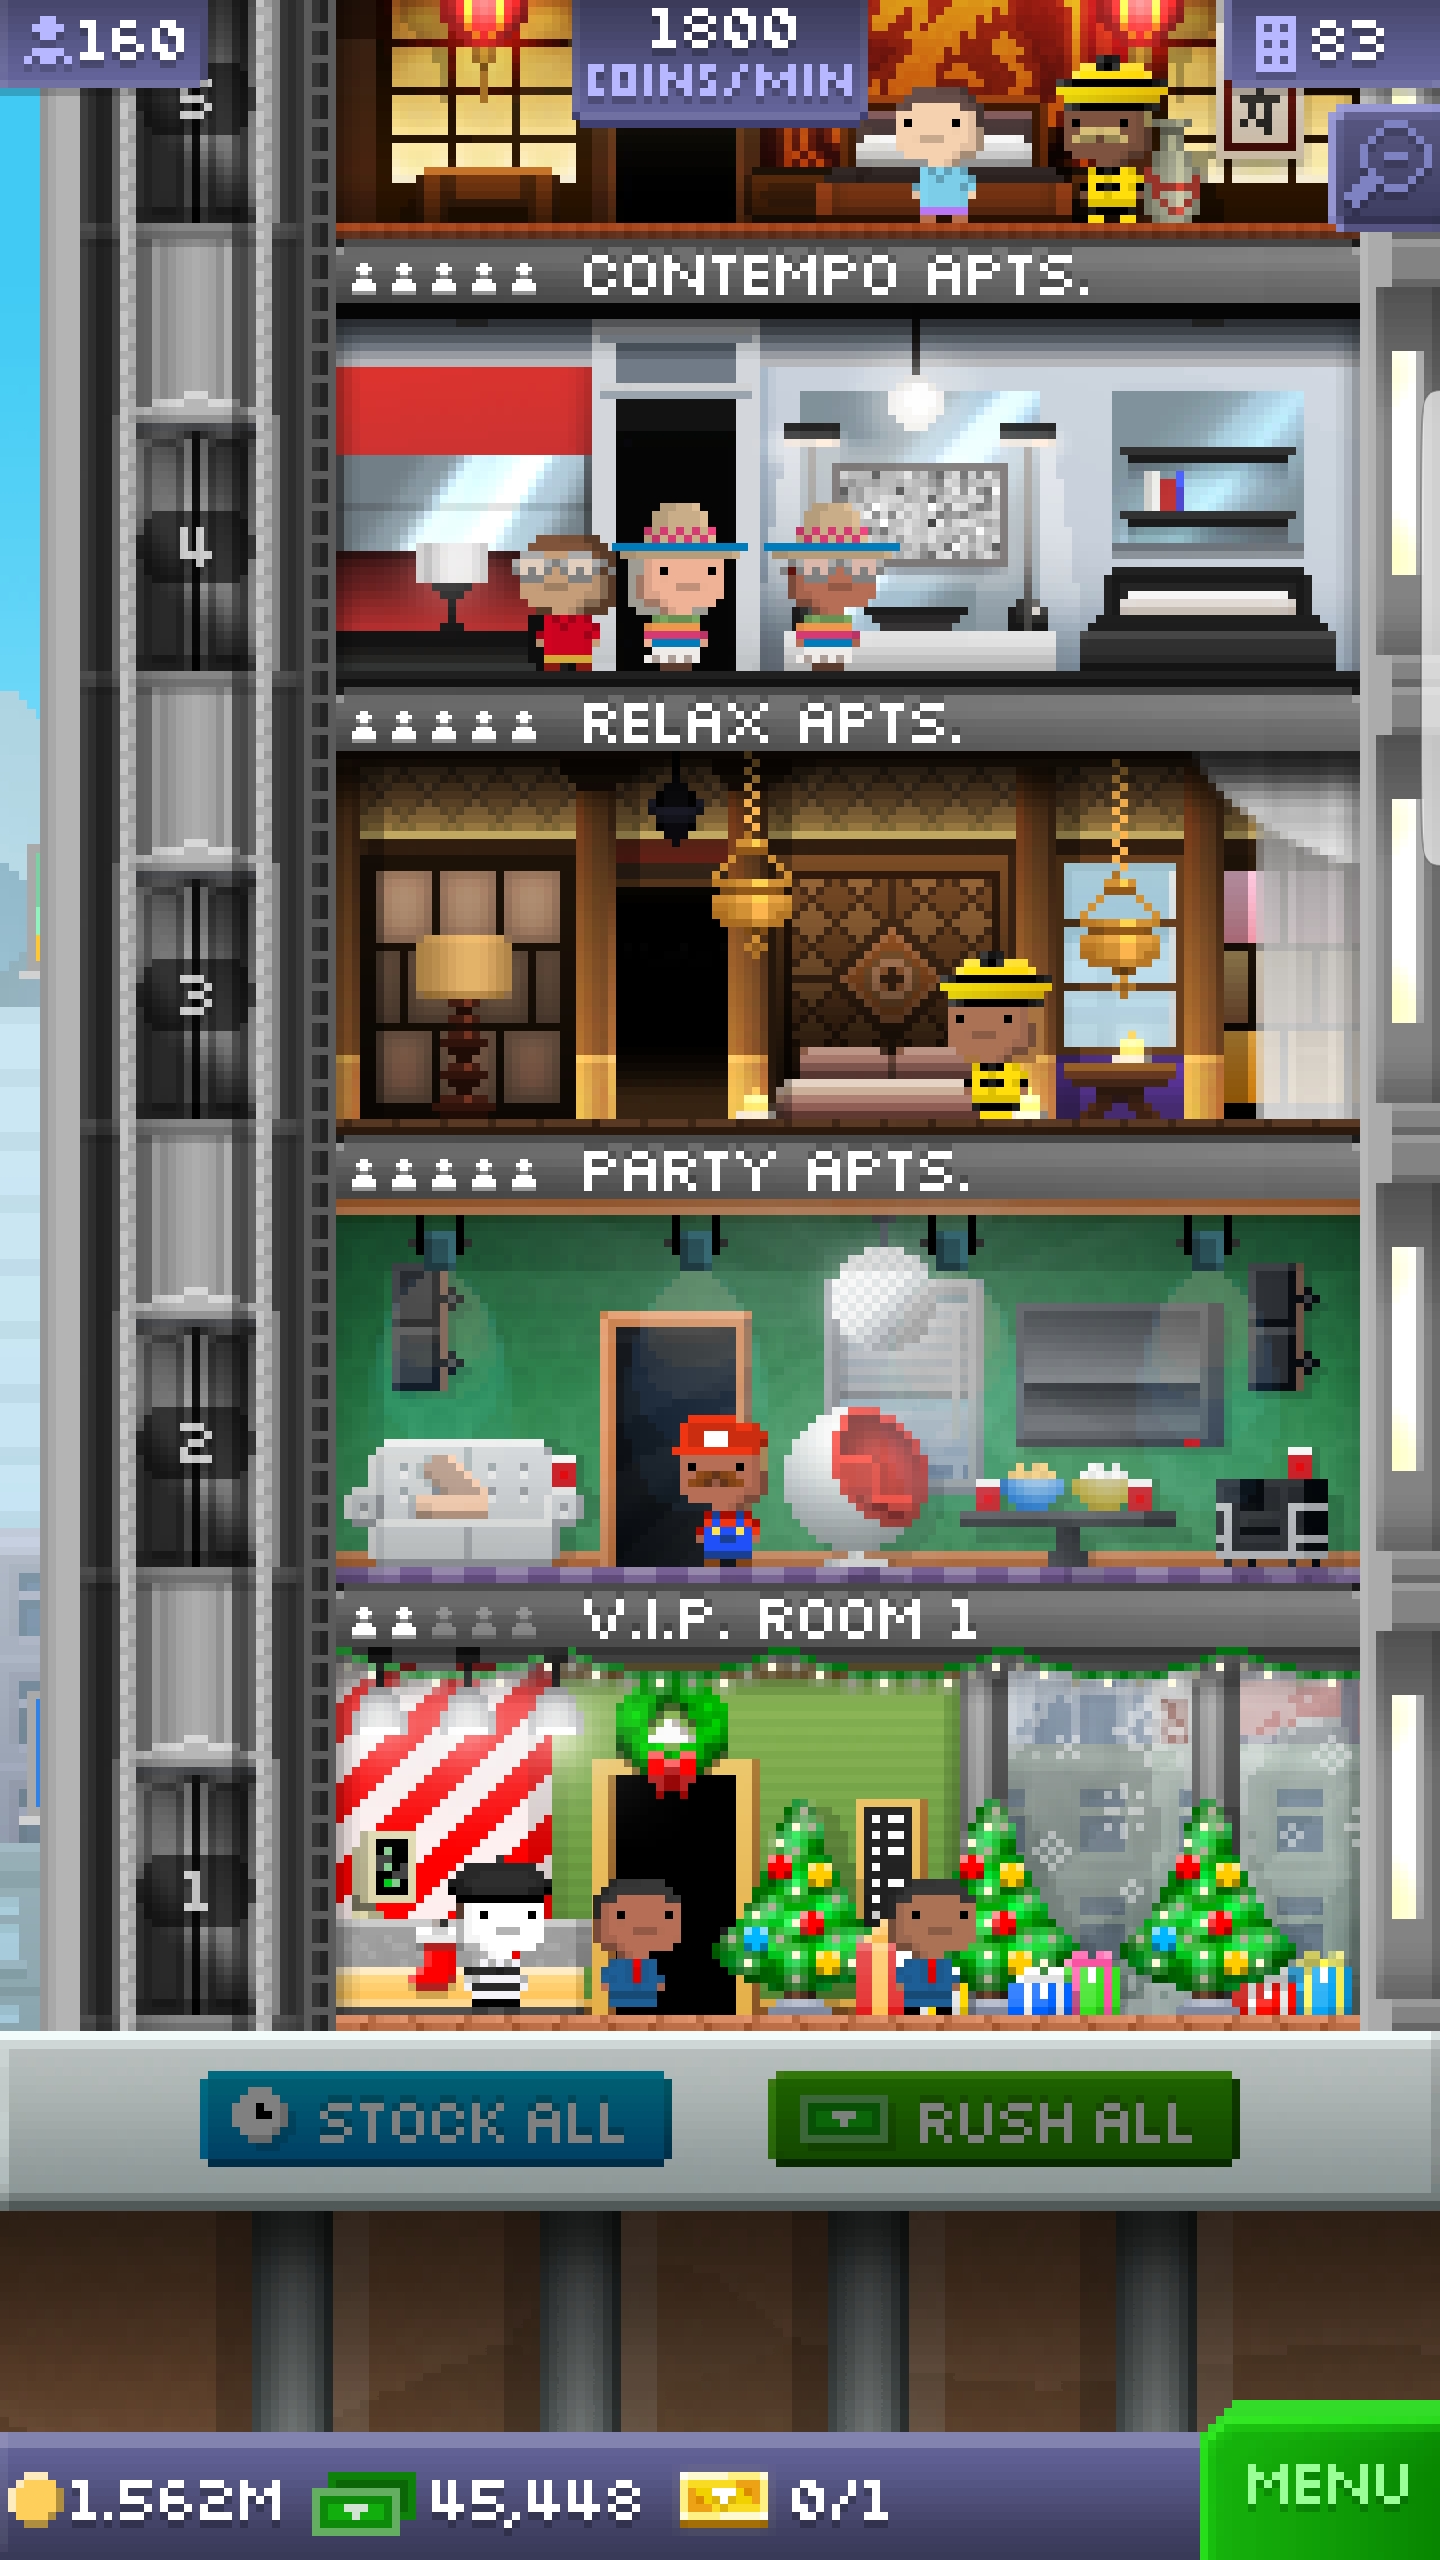 160
1800
COINS/MIN
83
5
CONTEMPO APTS.
4
RELAX APTS.
3
PARTY APTS.
2
V.I.P. ROOM 1
1
STOCK ALL
RUSH ALL
1.562M
45,448
0/1
MENU